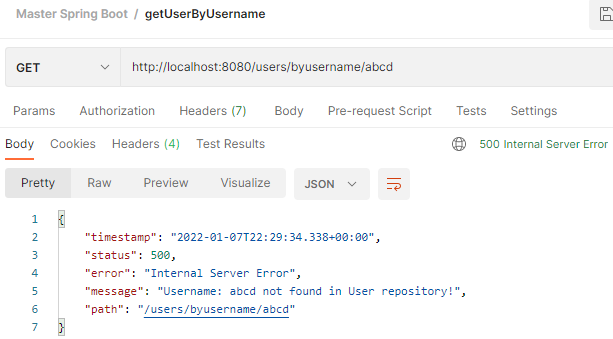 Master Spring Boot / getUserByUsername
GET http://localhost:8080/users/byusername/abcd
Params Authorization Headers (7) Body Pre-request Script Tests Settings
Body Cookies Headers (4) Test Results 500 Internal Server Error
Pretty Raw Preview Visualize JSON
1 {
2 "timestamp": "2022-01-07T22:29:34.338+00:00",
3 "status": 500,
4 "error": "Internal Server Error",
5 "message": "Username: abcd not found in User repository!",
6 "path": "/users/byusername/abcd"
7 }